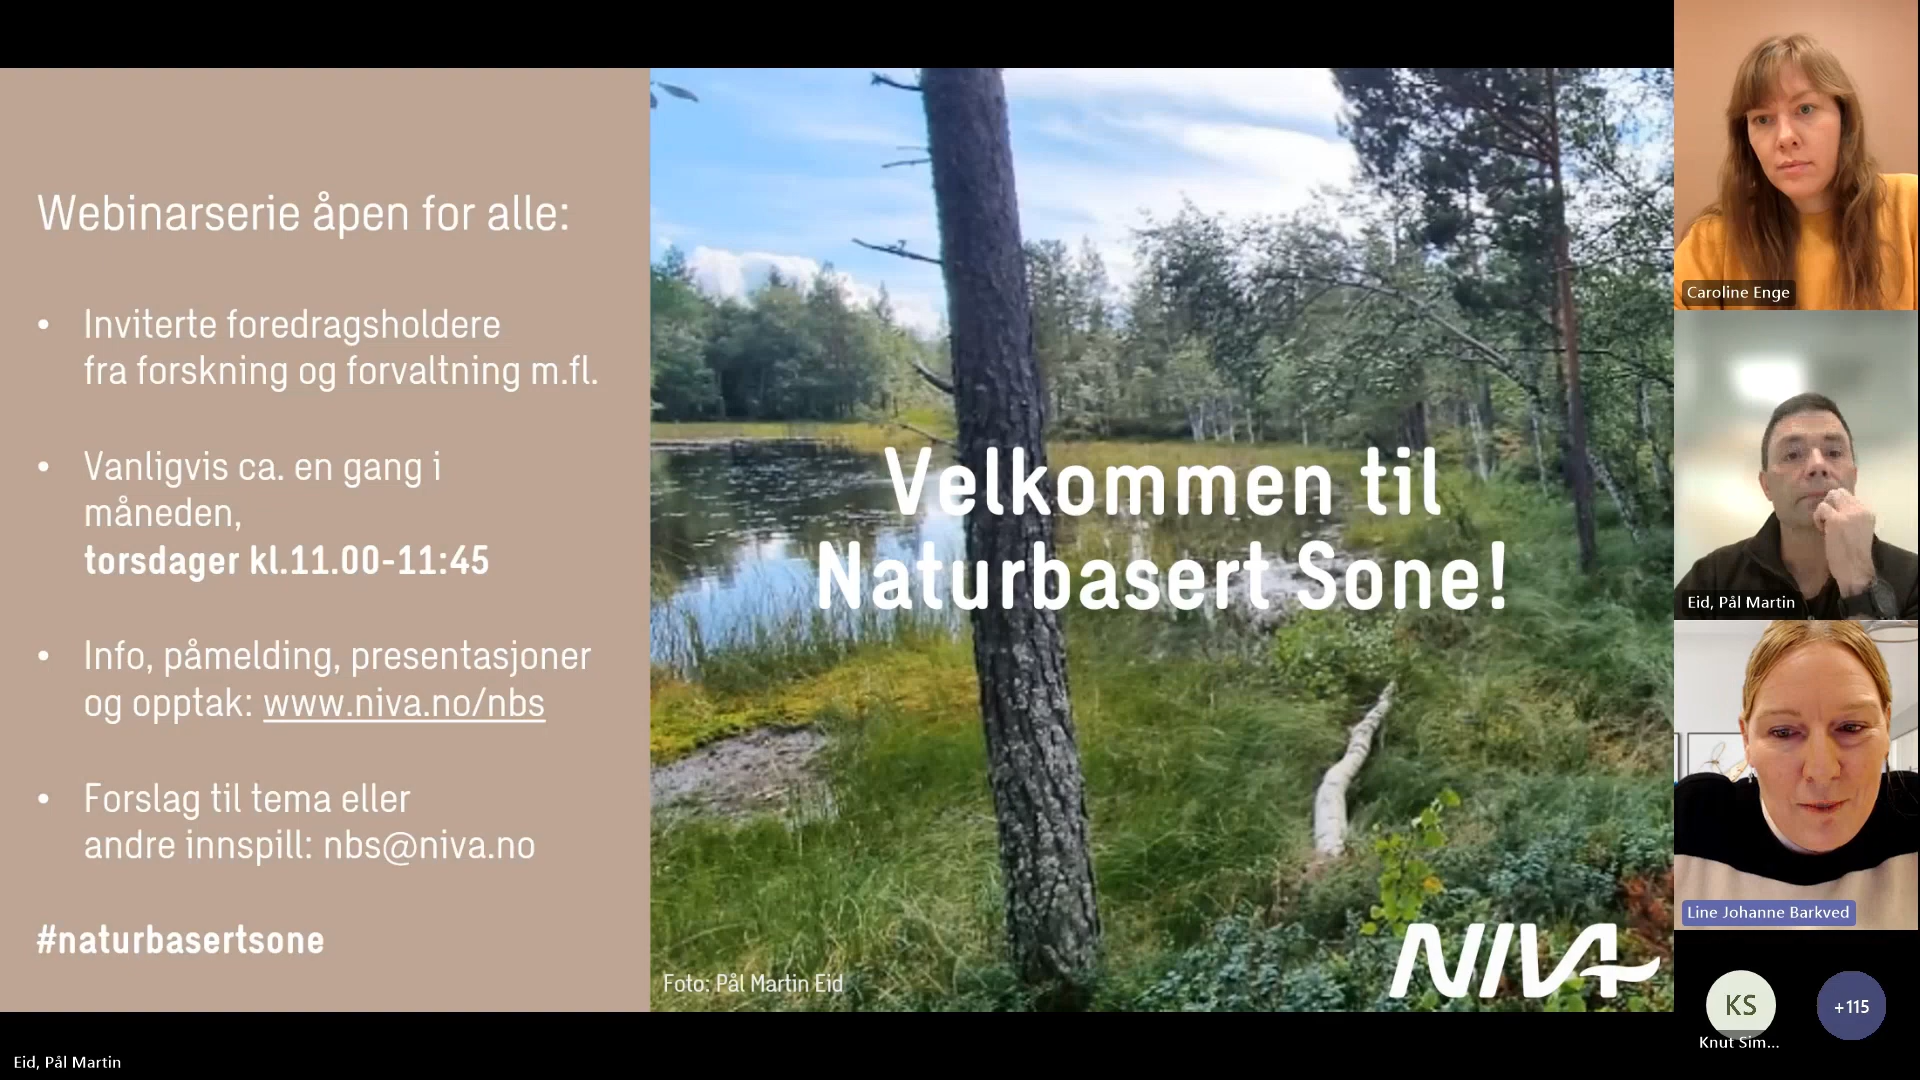 Webinarserie åpen for alle:
• Inviterte foredragsholdere
fra forskning og forvaltning m.fl.
• Vanligvis ca. en gang i
måneden,
torsdager kl.11.00-11:45
• Info, påmelding, presentasjoner
og opptak: www.niva.no/nbs
• Forslag til tema eller
andre innspill: nbs@niva.no
#naturbasertsone
Velkommen til
Naturbasert Sone!
Foto: Pål Martin Eid
NIVA
Caroline Enge
Eid, Pål Martin
Line Johanne Barkved
KS
+115
Knut Sim...
Eid, Pål Martin